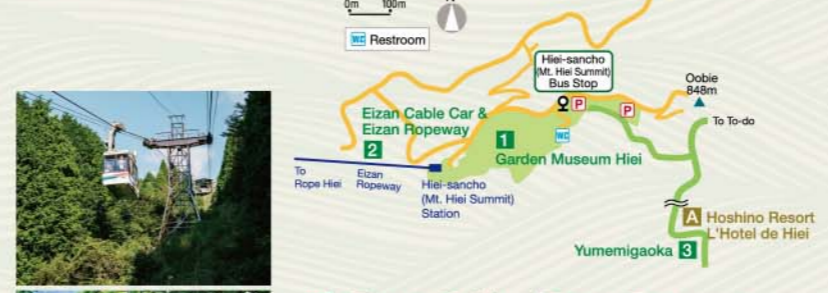 0m 100m
WC Restroom
Hiei-sancho
(Mt. Hiei Summit)
Bus Stop
P
P
Oobie
848m
To To-do
Eizan Cable Car &
Eizan Ropeway
2
1
WC
Garden Museum Hiei
To
Rope Hiei
Eizan
Ropeway
Hiei-sancho
(Mt. Hiei Summit)
Station
A Hoshino Resort
L'Hotel de Hiei
Yumemigaoka 3